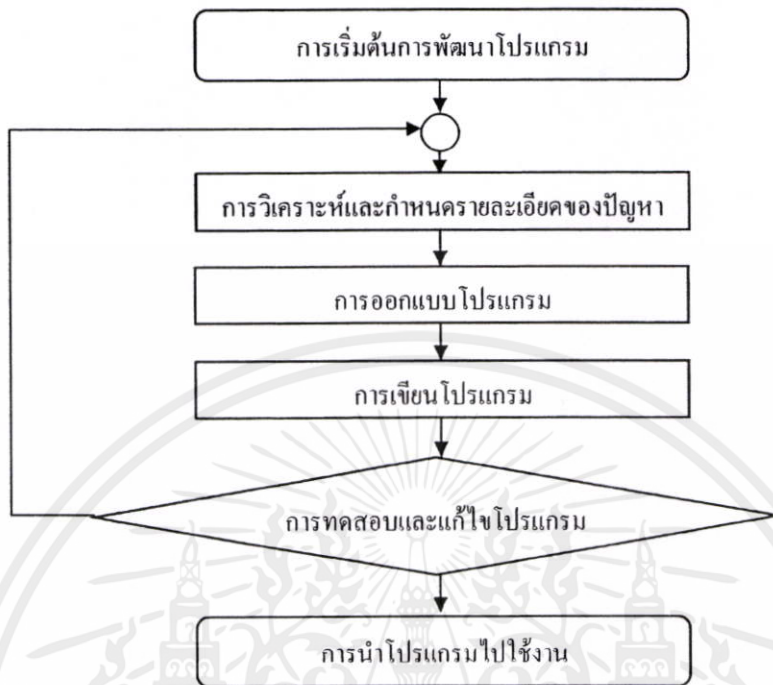 การเริ่มต้นการพัฒนาโปรแกรม
การวิเคราะห์และกำหนดรายละเอียดของปัญหา
การออกแบบโปรแกรม
การเขียนโปรแกรม
การทดสอบและแก้ไขโปรแกรม
การนำโปรแกรมไปใช้งาน